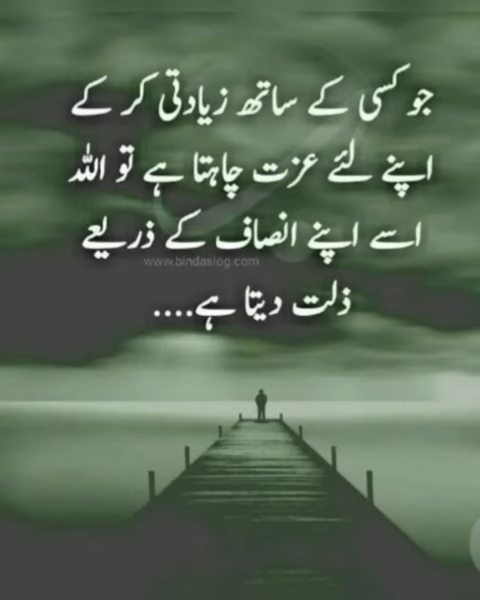 جو کسی کے ساتھ زیادتی کر کے
اپنے لئے عزت چاہتا ہے تو اللہ
اسے اپنے انصاف کے ذریعے
www.bindaslog.com
ذلت دیتا ہے....